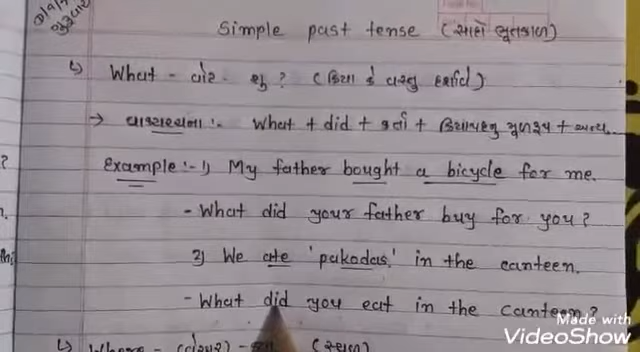 Simple past tense (સાદો ભૂતકાળ)
What - વોટ - શું? (ક્રિયા કે વસ્તુ દર્શાવે)
→ વાક્યરચના :- What + did + કર્તા + ક્રિયાપદનું મૂળરૂપ + અન્ય...
Example :- 1) My father bought a bicycle for me.
- What did your father buy for you?
2) We ate 'pakodas' in the canteen.
- What did you eat in the canteen?
Made with
VideoShow